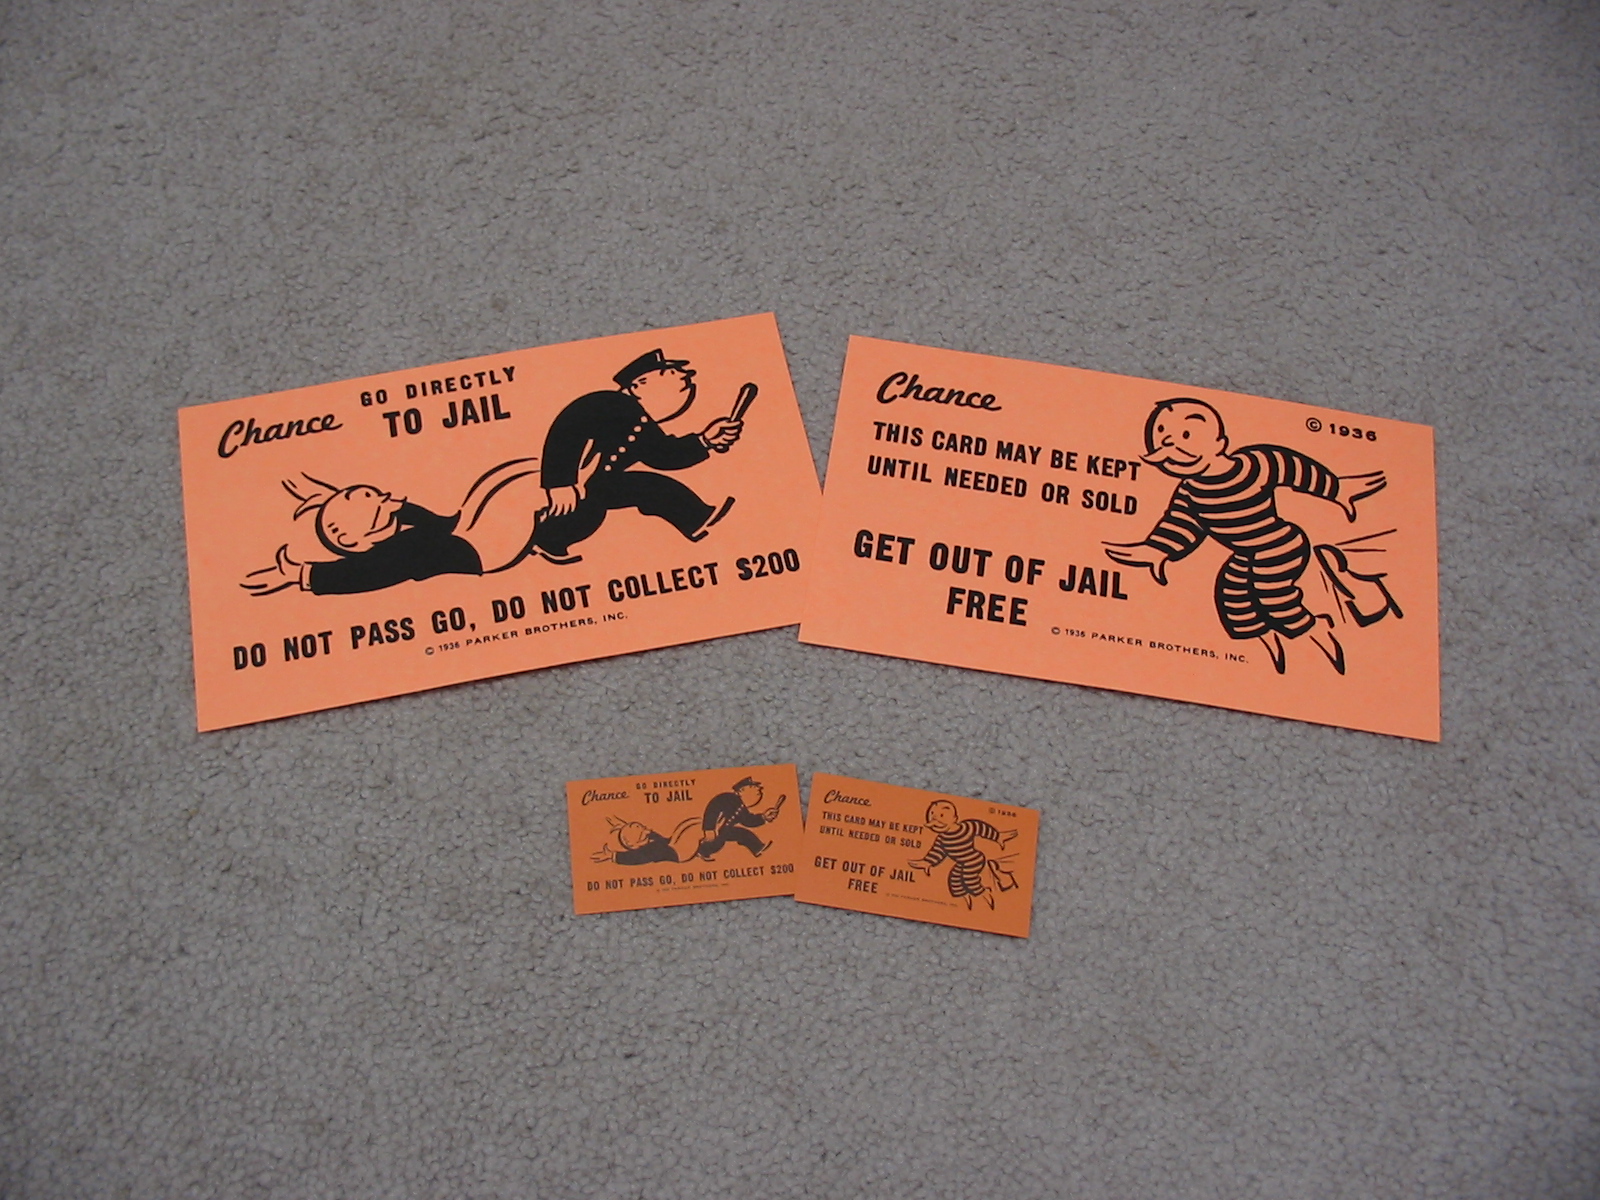 Chance
GO DIRECTLY
TO JAIL
DO NOT PASS GO, DO NOT COLLECT $200
© 1936 PARKER BROTHERS, INC.
Chance
© 1936
THIS CARD MAY BE KEPT
UNTIL NEEDED OR SOLD
GET OUT OF JAIL
FREE
© 1936 PARKER BROTHERS, INC.
Chance
GO DIRECTLY
TO JAIL
DO NOT PASS GO, DO NOT COLLECT $200
Chance
© 1936
THIS CARD MAY BE KEPT
UNTIL NEEDED OR SOLD
GET OUT OF JAIL
FREE